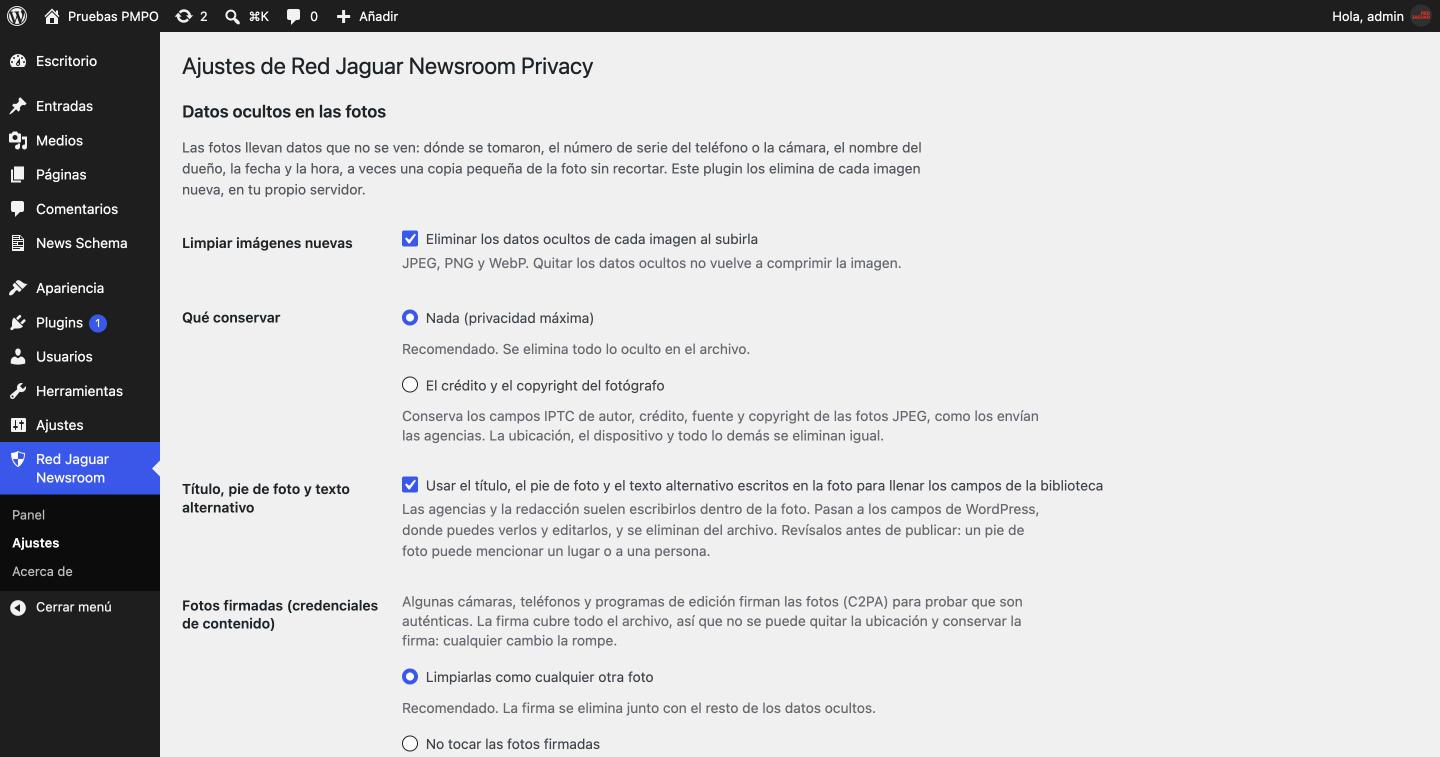 Pruebas PMPO
2
⌘K
0
Añadir
Hola, admin
Escritorio
Entradas
Medios
Páginas
Comentarios
News Schema
Apariencia
Plugins 1
Usuarios
Herramientas
Ajustes
Red Jaguar
Newsroom
Panel
Ajustes
Acerca de
Cerrar menú
Ajustes de Red Jaguar Newsroom Privacy
Datos ocultos en las fotos
Las fotos llevan datos que no se ven: dónde se tomaron, el número de serie del teléfono o la cámara, el nombre del
dueño, la fecha y la hora, a veces una copia pequeña de la foto sin recortar. Este plugin los elimina de cada imagen
nueva, en tu propio servidor.
Limpiar imágenes nuevas
Eliminar los datos ocultos de cada imagen al subirla
JPEG, PNG y WebP. Quitar los datos ocultos no vuelve a comprimir la imagen.
Qué conservar
Nada (privacidad máxima)
Recomendado. Se elimina todo lo oculto en el archivo.
El crédito y el copyright del fotógrafo
Conserva los campos IPTC de autor, crédito, fuente y copyright de las fotos JPEG, como los envían
las agencias. La ubicación, el dispositivo y todo lo demás se eliminan igual.
Título, pie de foto y texto
alternativo
Usar el título, el pie de foto y el texto alternativo escritos en la foto para llenar los campos de la biblioteca
Las agencias y la redacción suelen escribirlos dentro de la foto. Pasan a los campos de WordPress,
donde puedes verlos y editarlos, y se eliminan del archivo. Revísalos antes de publicar: un pie de
foto puede mencionar un lugar o a una persona.
Fotos firmadas (credenciales
de contenido)
Algunas cámaras, teléfonos y programas de edición firman las fotos (C2PA) para probar que son
auténticas. La firma cubre todo el archivo, así que no se puede quitar la ubicación y conservar la
firma: cualquier cambio la rompe.
Limpiarlas como cualquier otra foto
Recomendado. La firma se elimina junto con el resto de los datos ocultos.
No tocar las fotos firmadas